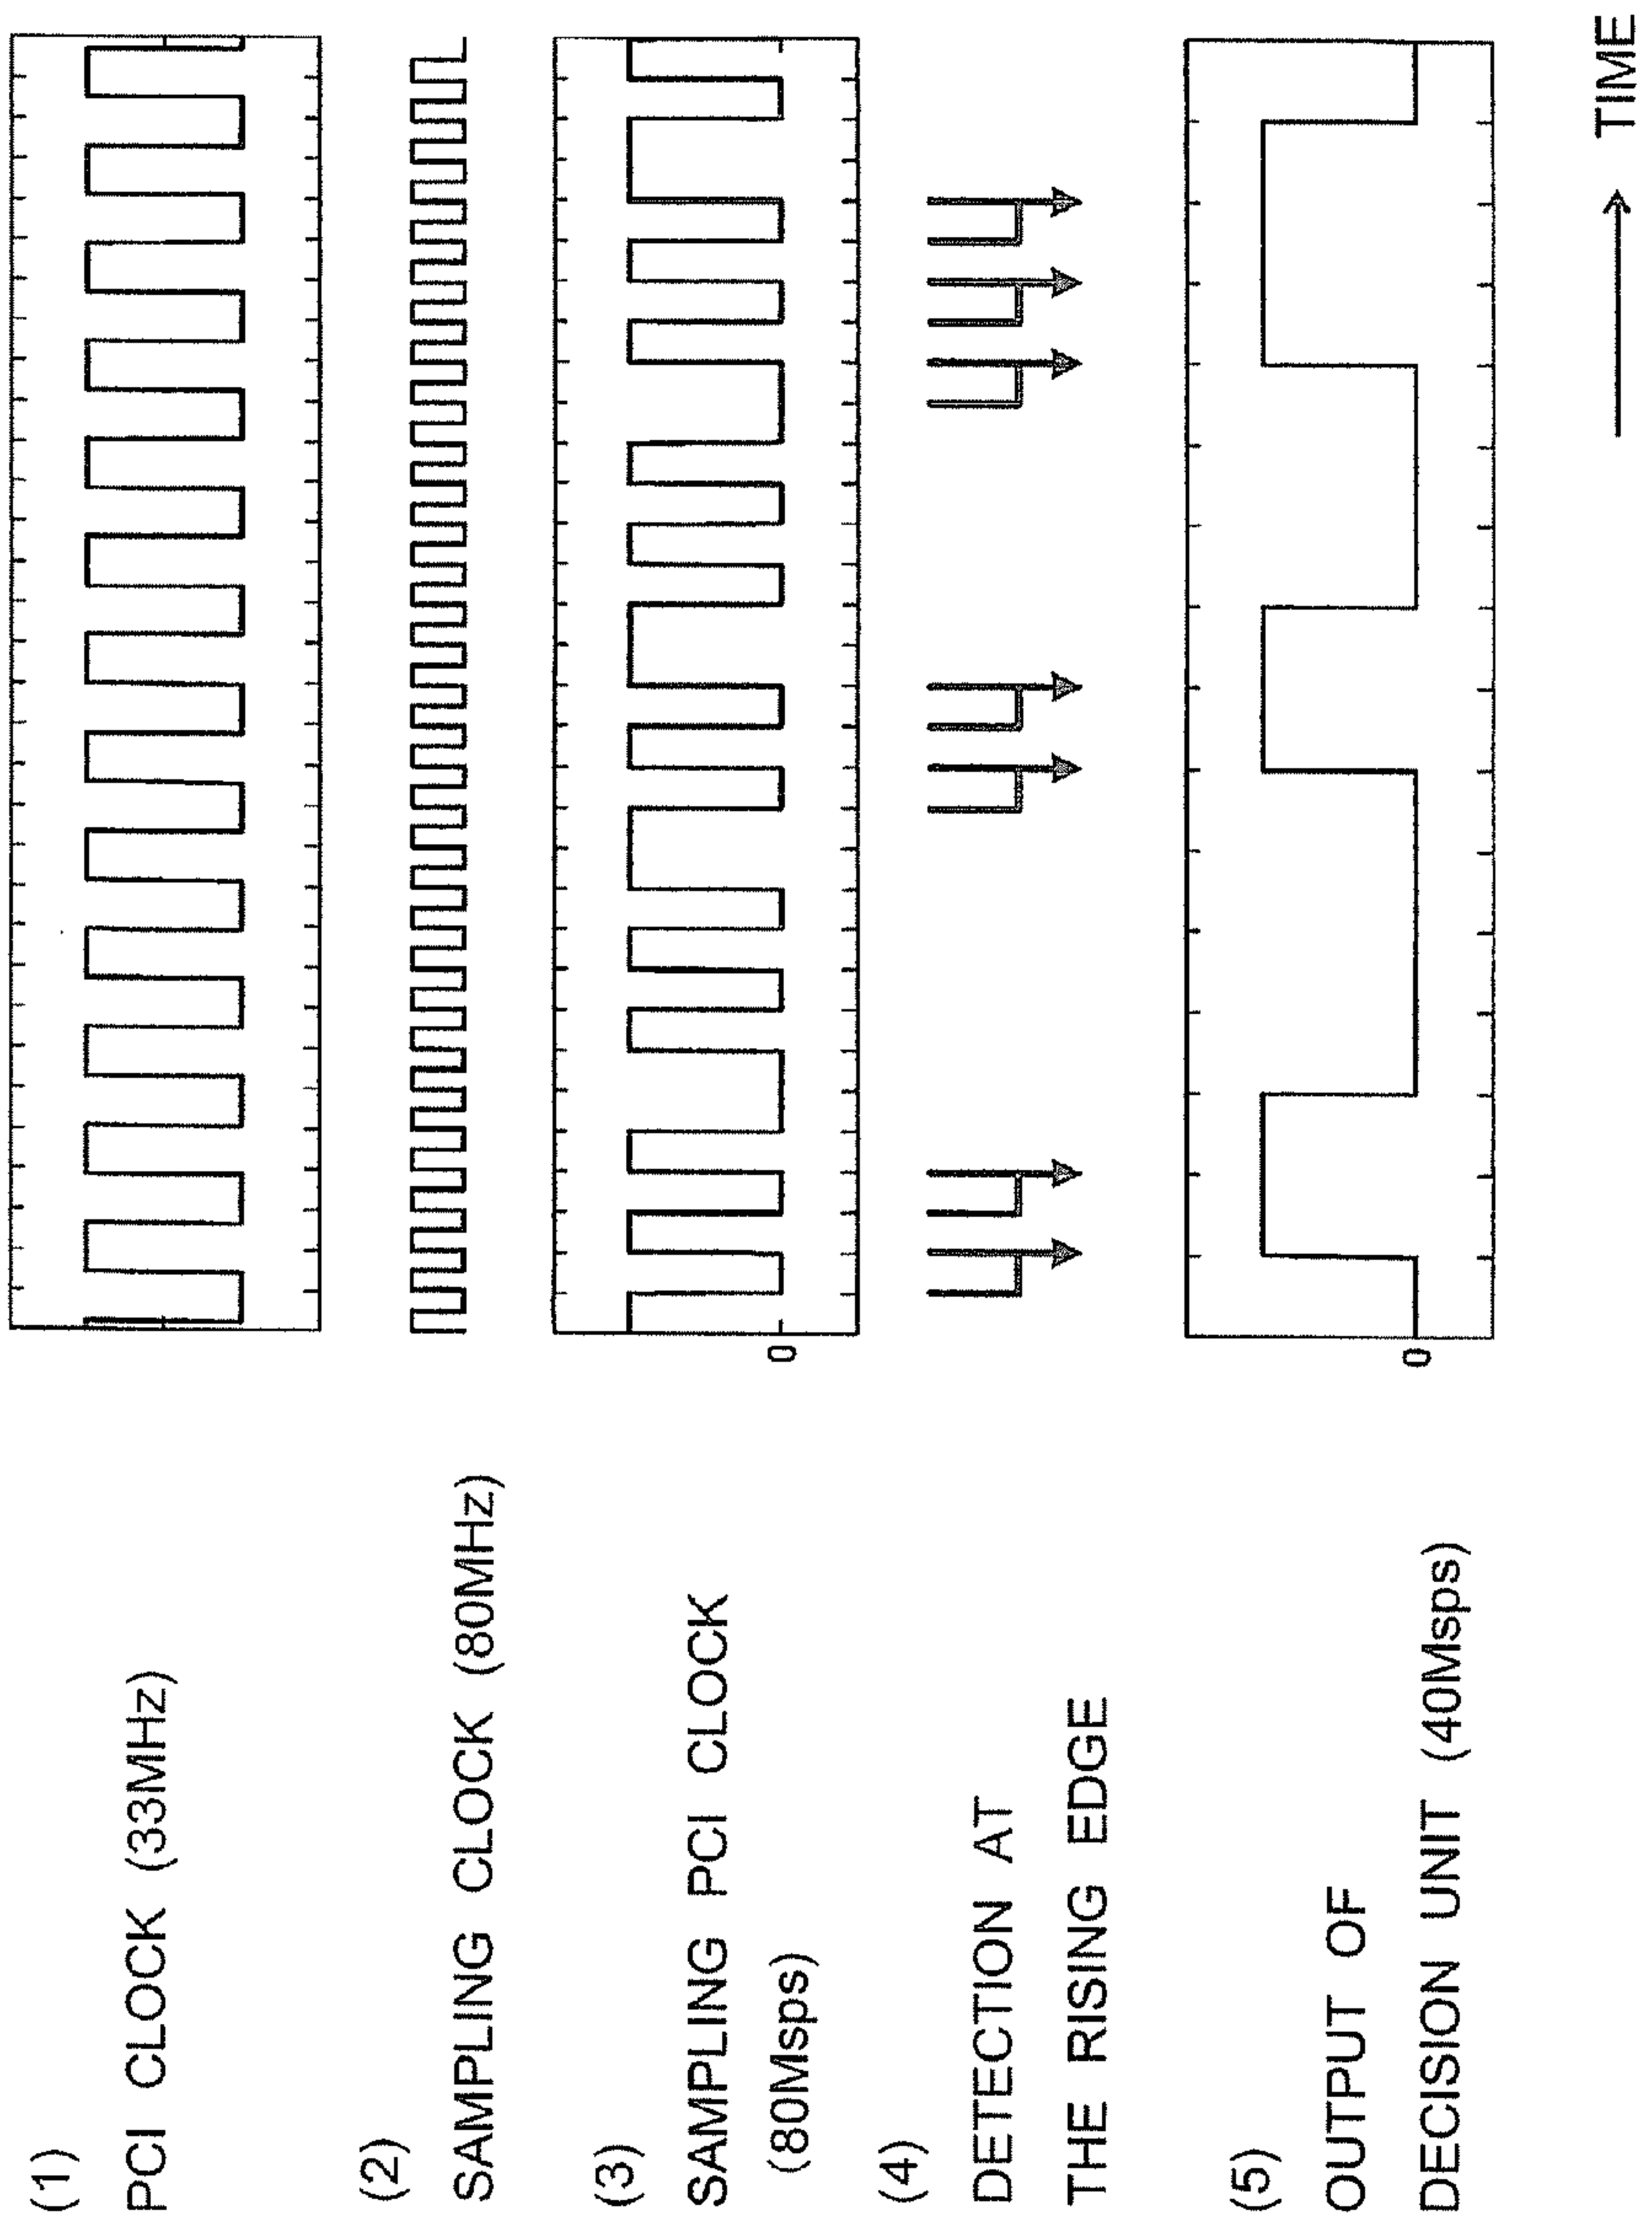 (1)
PCI CLOCK (33MHz)
(2)
SAMPLING CLOCK (80MHz)
(3)
SAMPLING PCI CLOCK
(80Msps)
0
(4)
DETECTION AT
THE RISING EDGE
(5)
OUTPUT OF
DECISION UNIT (40Msps)
0
TIME